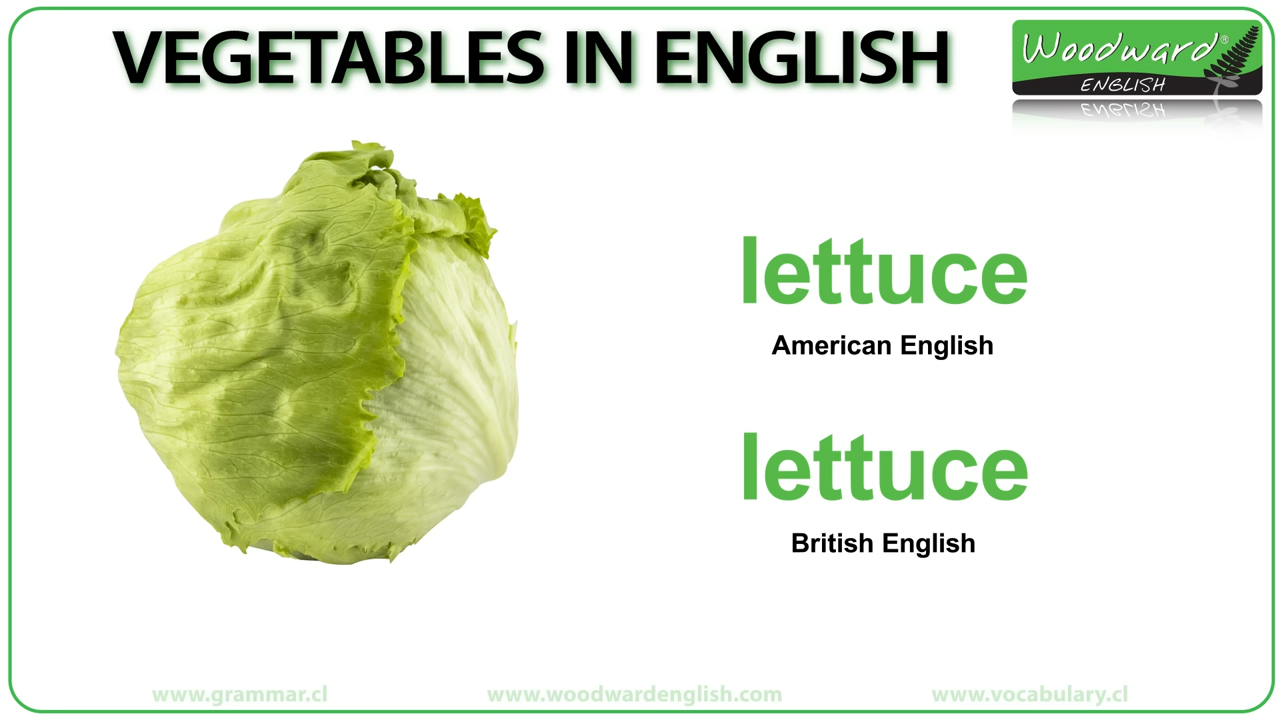 VEGETABLES IN ENGLISH
Woodward®
ENGLISH
lettuce
American English
lettuce
British English
www.grammar.cl
www.woodwardenglish.com
www.vocabulary.cl